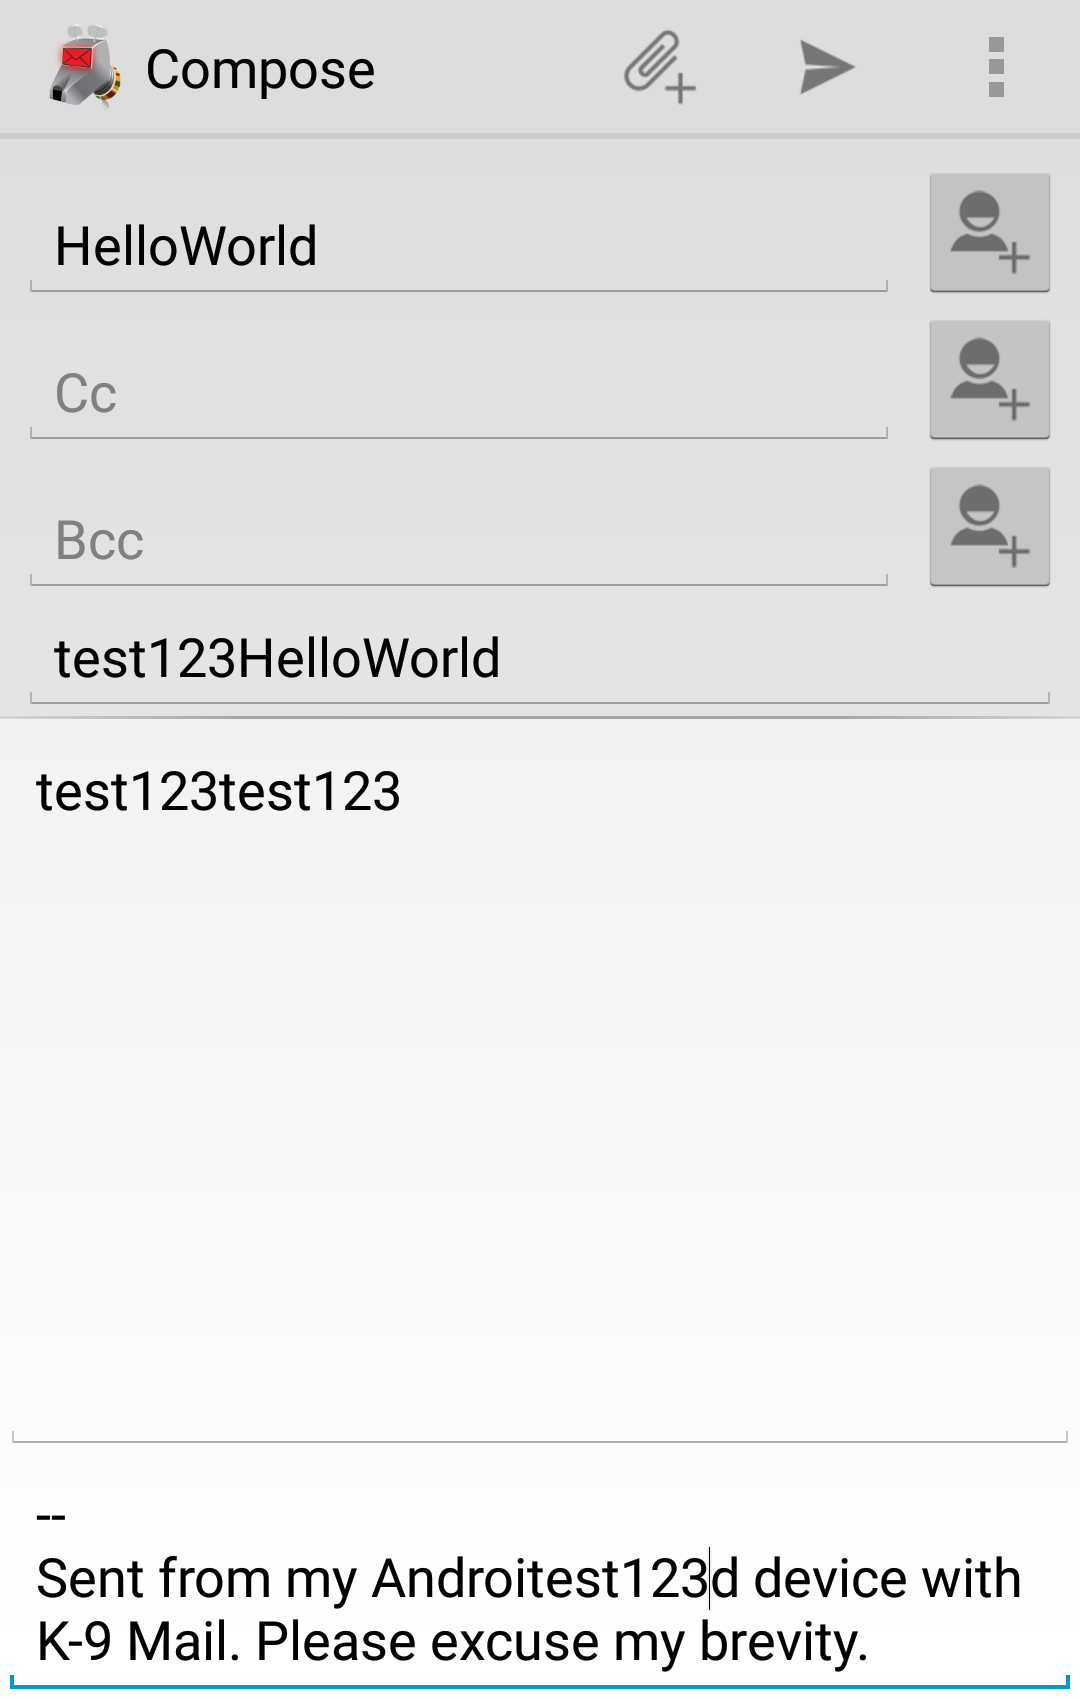 Compose
HelloWorld
Cc
Bcc
test123HelloWorld
test123test123
--
Sent from my Androitest123d device with
K-9 Mail. Please excuse my brevity.